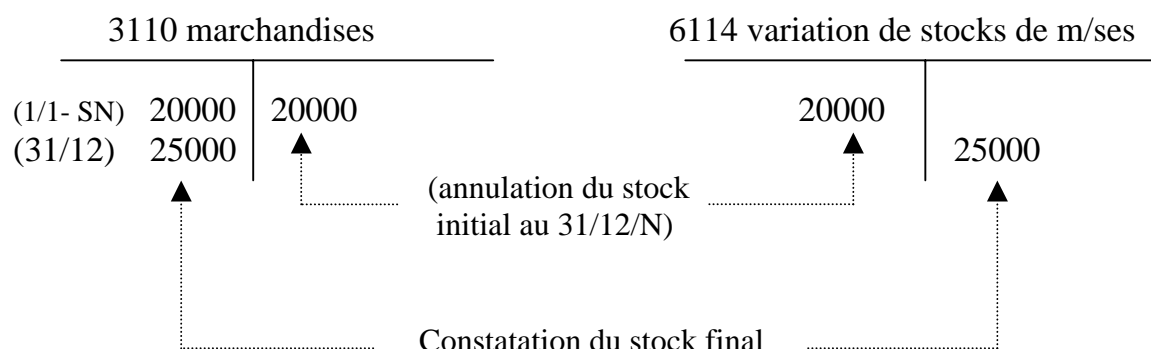 3110 marchandises 6114 variation de stocks de m/ses
(1/1- SN) 20000 20000 20000
(31/12) 25000 25000
(annulation du stock
initial au 31/12/N)
Constatation du stock final